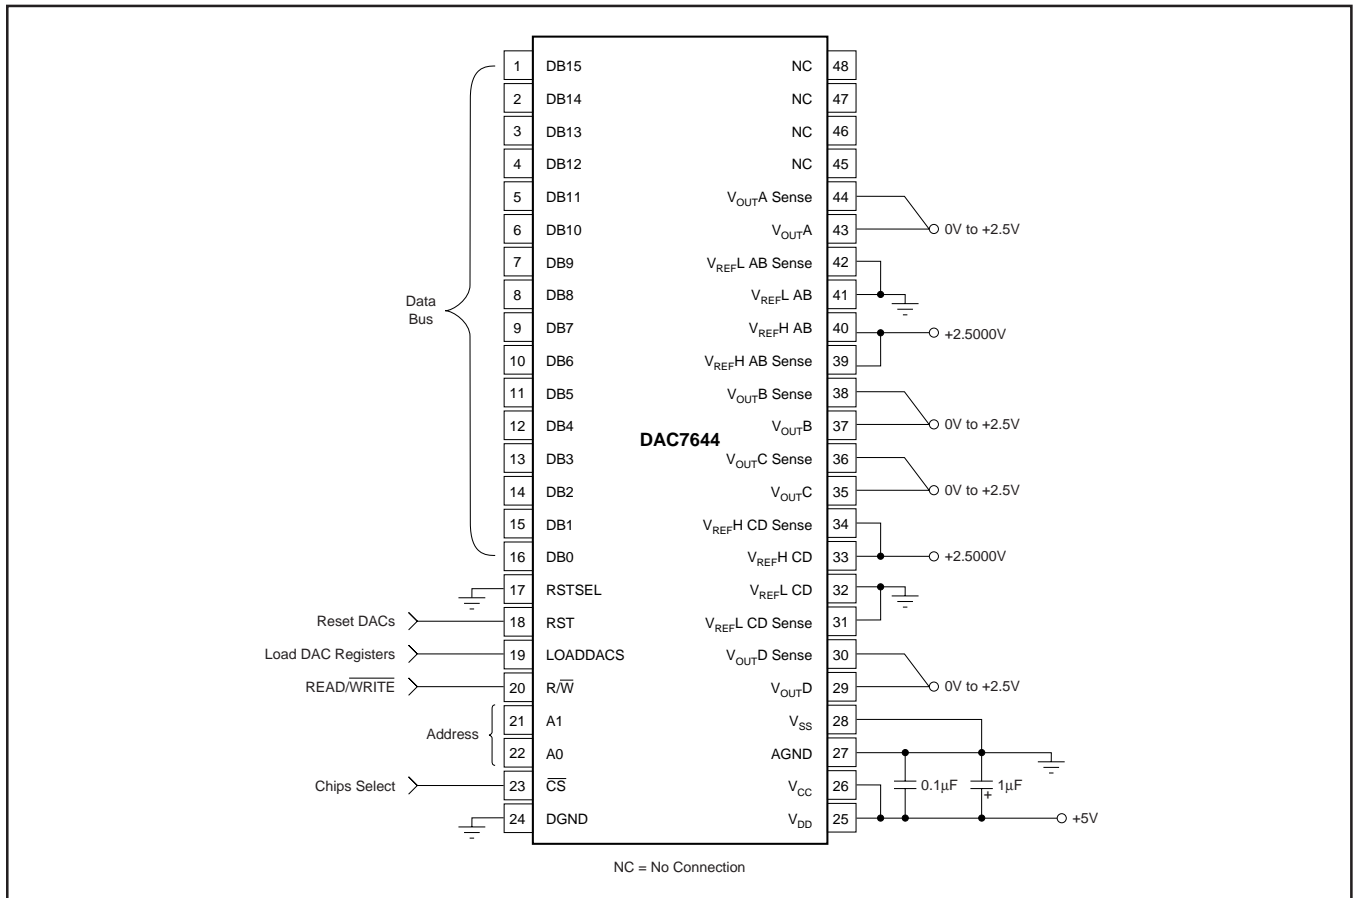 1 DB15 NC 48
2 DB14 NC 47
3 DB13 NC 46
4 DB12 NC 45
5 DB11 VOUTA Sense 44
6 DB10 VOUTA 43 0V to +2.5V
7 DB9 VREFL AB Sense 42
8 DB8 VREFL AB 41
Data
Bus
9 DB7 VREFH AB 40 +2.5000V
10 DB6 VREFH AB Sense 39
11 DB5 VOUTB Sense 38
12 DB4 VOUTB 37 0V to +2.5V
DAC7644
13 DB3 VOUTC Sense 36
14 DB2 VOUTC 35 0V to +2.5V
15 DB1 VREFH CD Sense 34
16 DB0 VREFH CD 33 +2.5000V
17 RSTSEL VREFL CD 32
Reset DACs 18 RST VREFL CD Sense 31
Load DAC Registers 19 LOADDACS VOUTD Sense 30
READ/WRITE 20 R/W VOUTD 29 0V to +2.5V
21 A1 VSS 28
Address
22 A0 AGND 27
Chips Select 23 CS VCC 26 0.1µF 1µF
+
24 DGND VDD 25 +5V
NC = No Connection